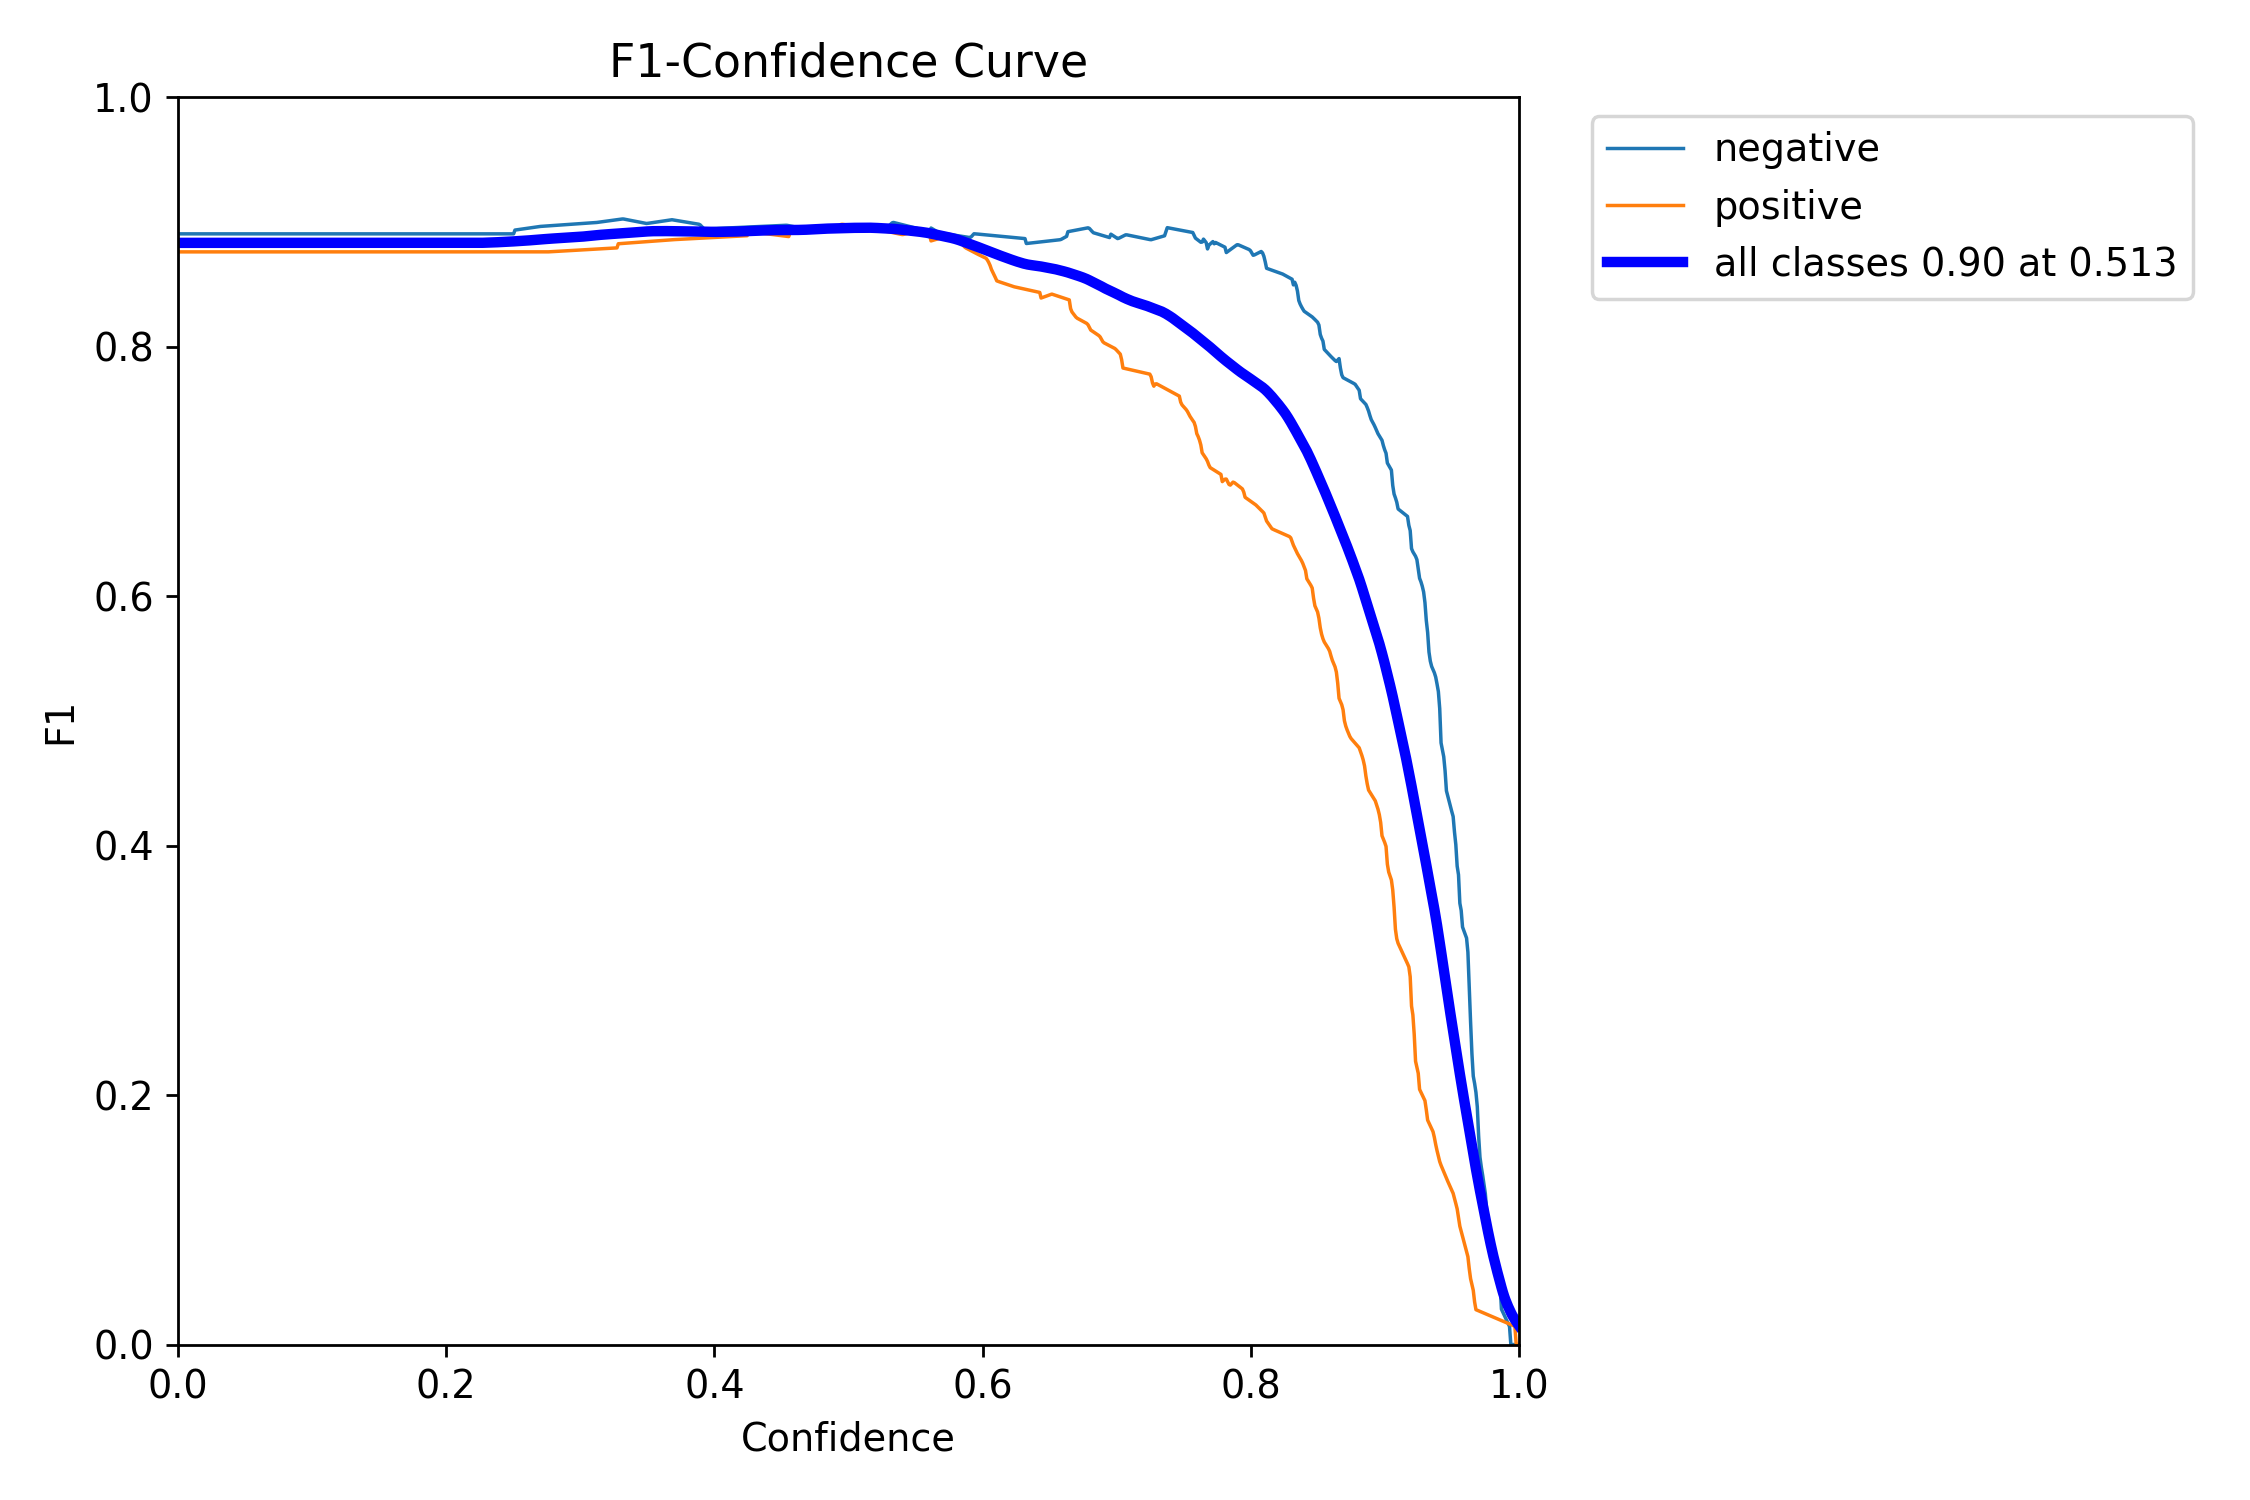 F1-Confidence Curve
1.0
0.8
0.6
0.4
0.2
0.0
F1
0.0 0.2 0.4 0.6 0.8 1.0
Confidence
negative
positive
all classes 0.90 at 0.513